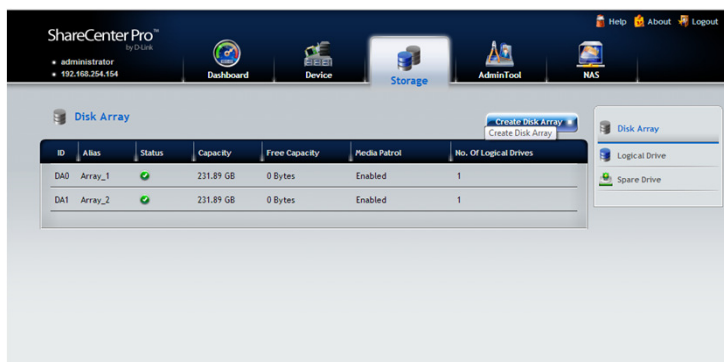 Help About Logout
ShareCenter Pro™
by D-Link
administrator
192.168.254.154
Dashboard Device Storage AdminTool NAS
Disk Array
Create Disk Array
Create Disk Array
ID Alias Status Capacity Free Capacity Media Patrol No. Of Logical Drives
DA0 Array_1 231.89 GB 0 Bytes Enabled 1
DA1 Array_2 231.89 GB 0 Bytes Enabled 1
Disk Array
Logical Drive
Spare Drive